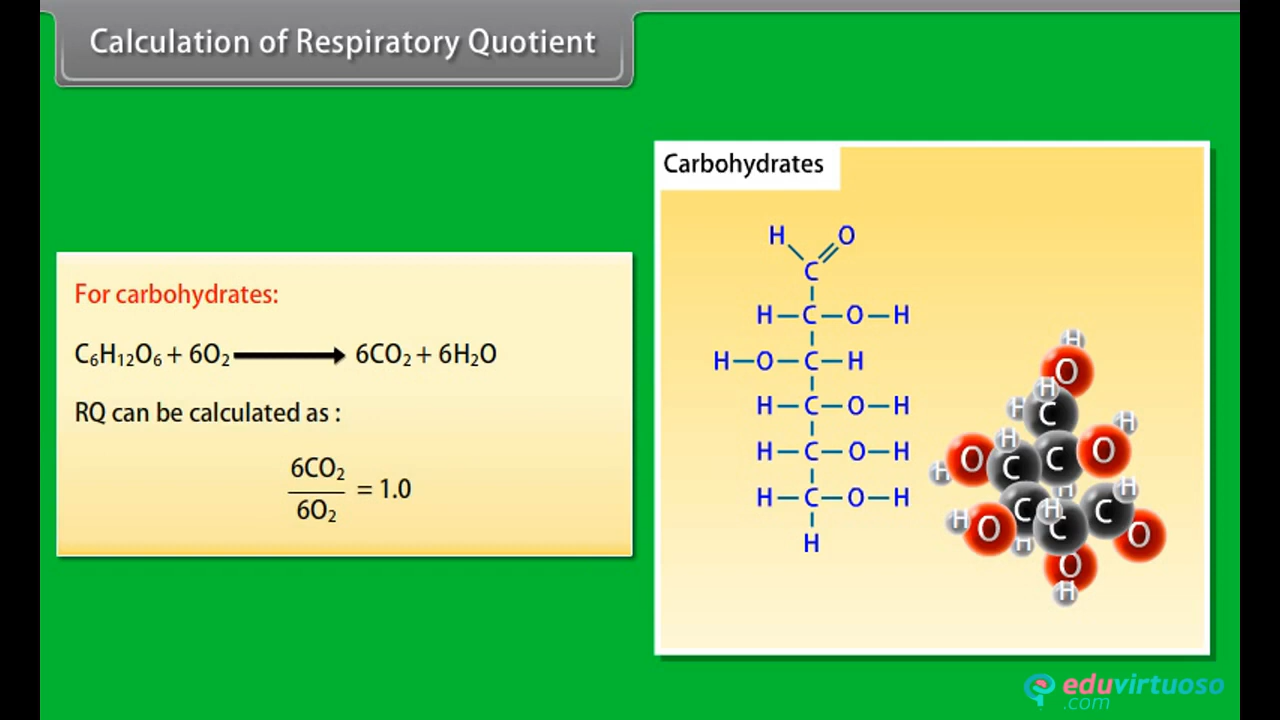 Calculation of Respiratory Quotient
For carbohydrates:
C₆H₁₂O₆ + 6O₂ ⟶ 6CO₂ + 6H₂O
RQ can be calculated as :
6CO₂
6O₂
= 1.0
Carbohydrates
H O
C
H–C–O–H
H–O–C–H
H–C–O–H
H–C–O–H
H–C–O–H
H
H
O
H
H
C
H
H
C
O
O
H
C
H
H
H
C
H
C
O
H
C
H
C
O
H
O
H
eduvirtuoso
.com